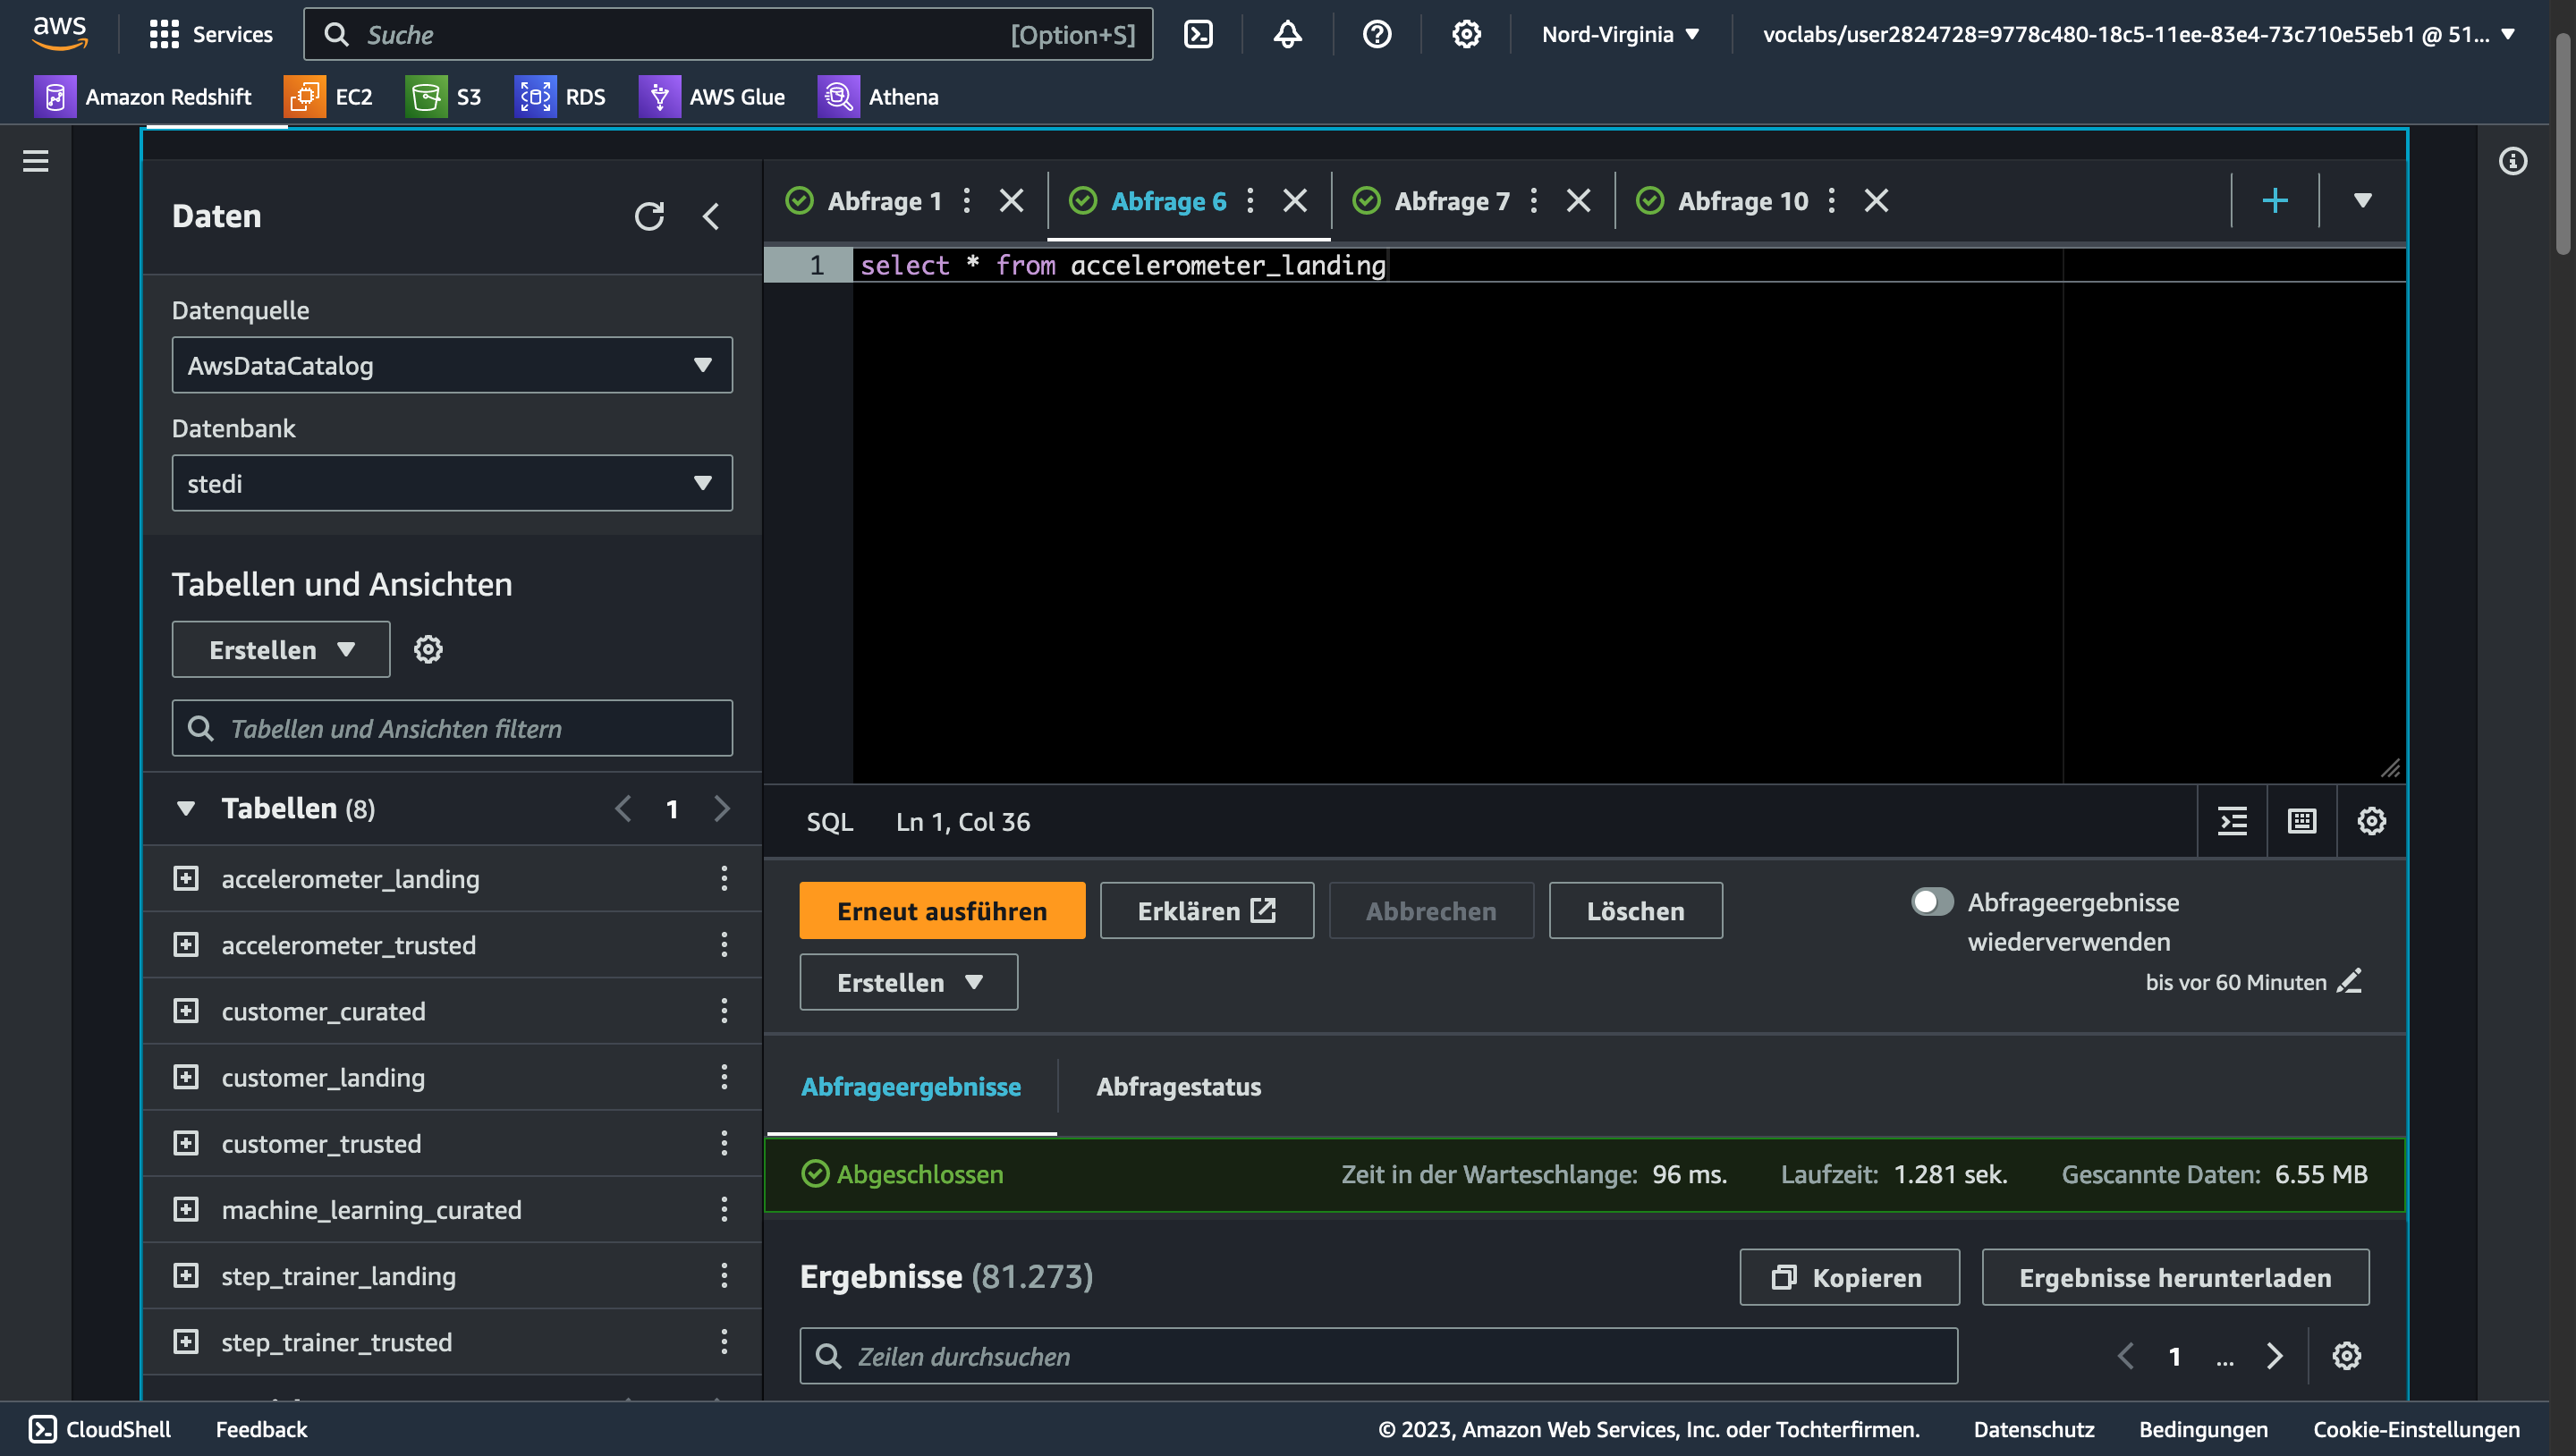 aws
Services
Suche
[Option+S]
Nord-Virginia
voclabs/user2824728=9778c480-18c5-11ee-83e4-73c710e55eb1 @ 51...
Amazon Redshift
EC2
S3
RDS
AWS Glue
Athena
Daten
Datenquelle
AwsDataCatalog
Datenbank
stedi
Tabellen und Ansichten
Erstellen
Tabellen und Ansichten filtern
Tabellen (8)
1
accelerometer_landing
accelerometer_trusted
customer_curated
customer_landing
customer_trusted
machine_learning_curated
step_trainer_landing
step_trainer_trusted
Abfrage 1
Abfrage 6
Abfrage 7
Abfrage 10
1 select * from accelerometer_landing
SQL
Ln 1, Col 36
Erneut ausführen
Erklären
Abbrechen
Löschen
Erstellen
Abfrageergebnisse
wiederverwenden
bis vor 60 Minuten
Abfrageergebnisse
Abfragestatus
Abgeschlossen
Zeit in der Warteschlange: 96 ms.
Laufzeit: 1.281 sek.
Gescannte Daten: 6.55 MB
Ergebnisse (81.273)
Kopieren
Ergebnisse herunterladen
Zeilen durchsuchen
1 ...
CloudShell
Feedback
© 2023, Amazon Web Services, Inc. oder Tochterfirmen.
Datenschutz
Bedingungen
Cookie-Einstellungen